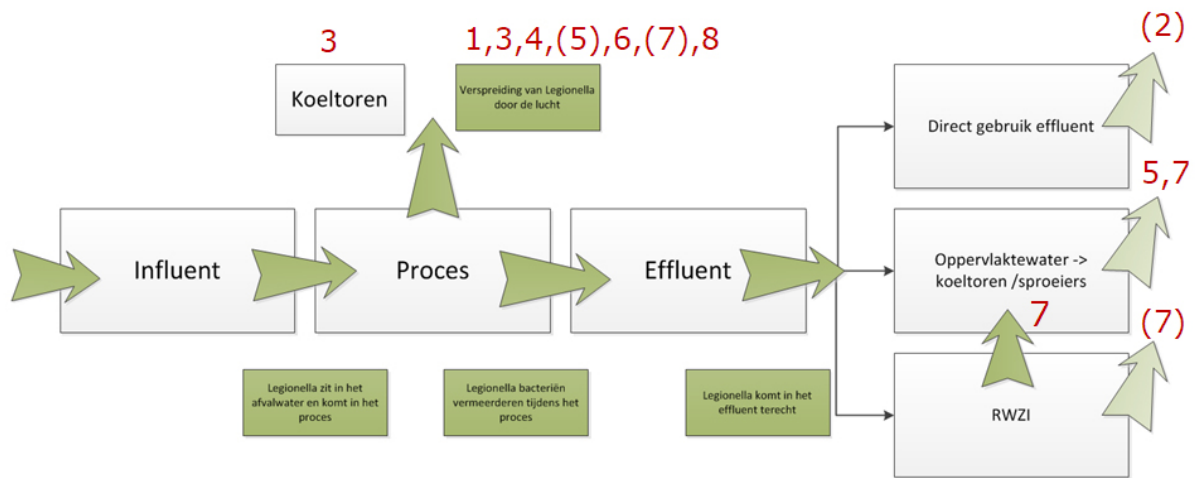 3
1,3,4,(5),6,(7),8
(2)
Koeltoren
Verspreiding van Legionella
door de lucht
Direct gebruik effluent
5,7
Influent
Proces
Effluent
Oppervlaktewater ->
koeltoren /sproeiers
7
(7)
Legionella zit in het
afvalwater en komt in het
proces
Legionella bacteriën
vermeerderen tijdens het
proces
Legionella komt in het
effluent terecht
RWZI